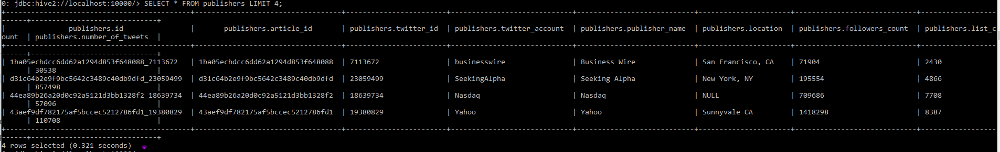 0: jdbc:hive2://localhost:10000/> SELECT * FROM publishers LIMIT 4;
+--------------------------------------------+-----------------------------------+------------------------+---------------------------+----------------------------+----------------------+-----------------------------+------------------
------+-----------------------------+
| publishers.id | publishers.article_id | publishers.twitter_id | publishers.twitter_account | publishers.publisher_name | publishers.location | publishers.followers_count | publishers.list_c
ount | publishers.number_of_tweets |
+--------------------------------------------+-----------------------------------+------------------------+---------------------------+----------------------------+----------------------+-----------------------------+------------------
------+-----------------------------+
| 1ba05ecbdcc6dd62a1294d853f648088_7113672 | 1ba05ecbdcc6dd62a1294d853f648088 | 7113672 | businesswire | Business Wire | San Francisco, CA | 71904 | 2430
| 30538 |
| d31c64b2e9f9bc5642c3489c40db9dfd_23059499 | d31c64b2e9f9bc5642c3489c40db9dfd | 23059499 | SeekingAlpha | Seeking Alpha | New York, NY | 195554 | 4866
| 857498 |
| 44ea89b26a20d0c92a5121d3bb1328f2_18639734 | 44ea89b26a20d0c92a5121d3bb1328f2 | 18639734 | Nasdaq | Nasdaq | NULL | 709686 | 7708
| 57096 |
| 43aef9df782175af5bccec5212786fd1_19380829 | 43aef9df782175af5bccec5212786fd1 | 19380829 | Yahoo | Yahoo | Sunnyvale CA | 1418298 | 8387
| 110708 |
+--------------------------------------------+-----------------------------------+------------------------+---------------------------+----------------------------+----------------------+-----------------------------+------------------
------+-----------------------------+
4 rows selected (0.321 seconds)